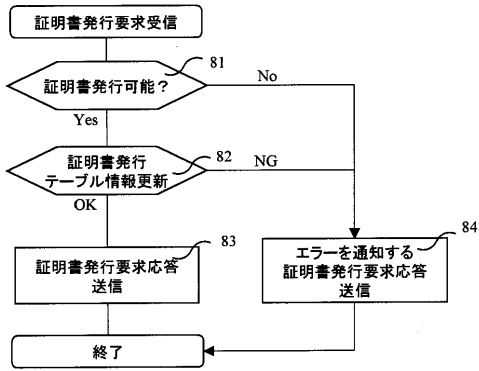 証明書発行要求受信
81
証明書発行可能?
No
Yes
証明書発行
テーブル情報更新
82
NG
OK
83
証明書発行要求応答
送信
84
エラーを通知する
証明書発行要求応答
送信
終了